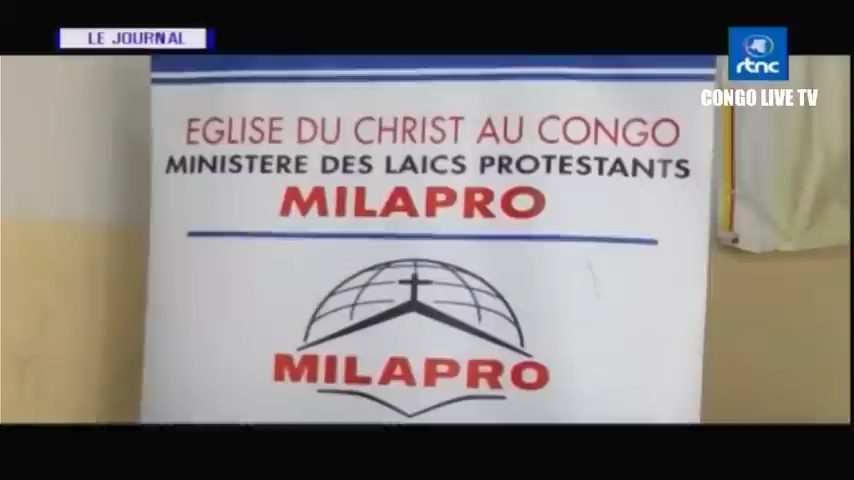 LE JOURNAL
rtnc
CONGO LIVE TV
EGLISE DU CHRIST AU CONGO
MINISTERE DES LAICS PROTESTANTS
MILAPRO
MILAPRO